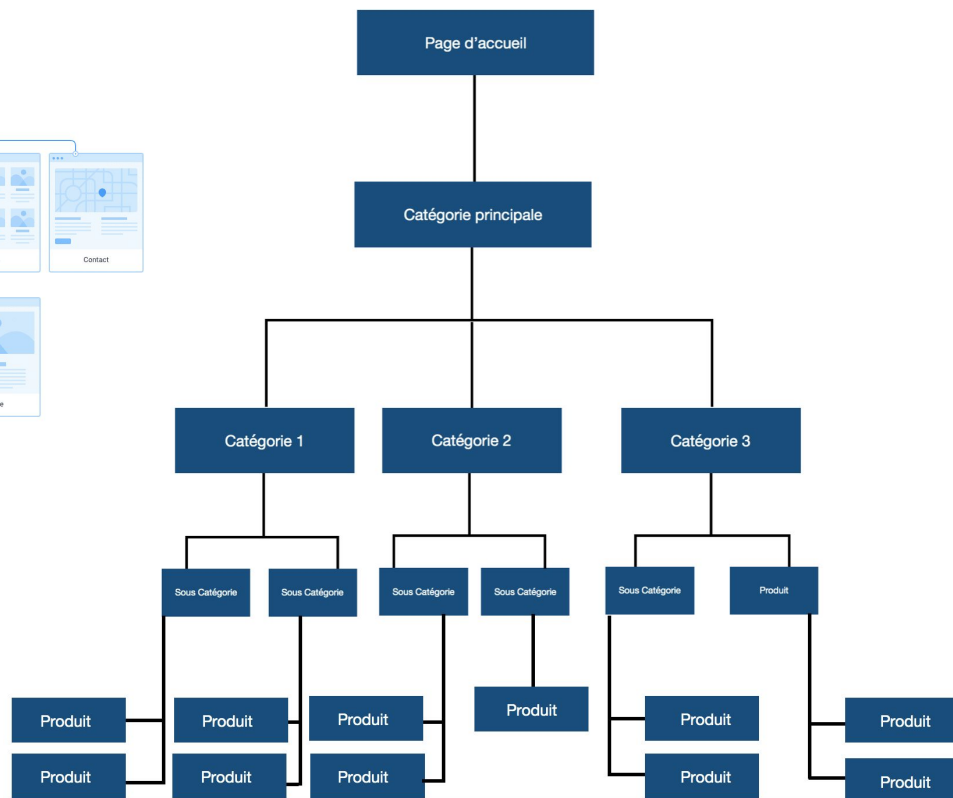 Page d'accueil
Catégorie principale
Contact
Catégorie 1
Catégorie 2
Catégorie 3
Sous Catégorie
Sous Catégorie
Sous Catégorie
Sous Catégorie
Sous Catégorie
Produit
Produit
Produit
Produit
Produit
Produit
Produit
Produit
Produit
Produit
Produit
Produit
Produit